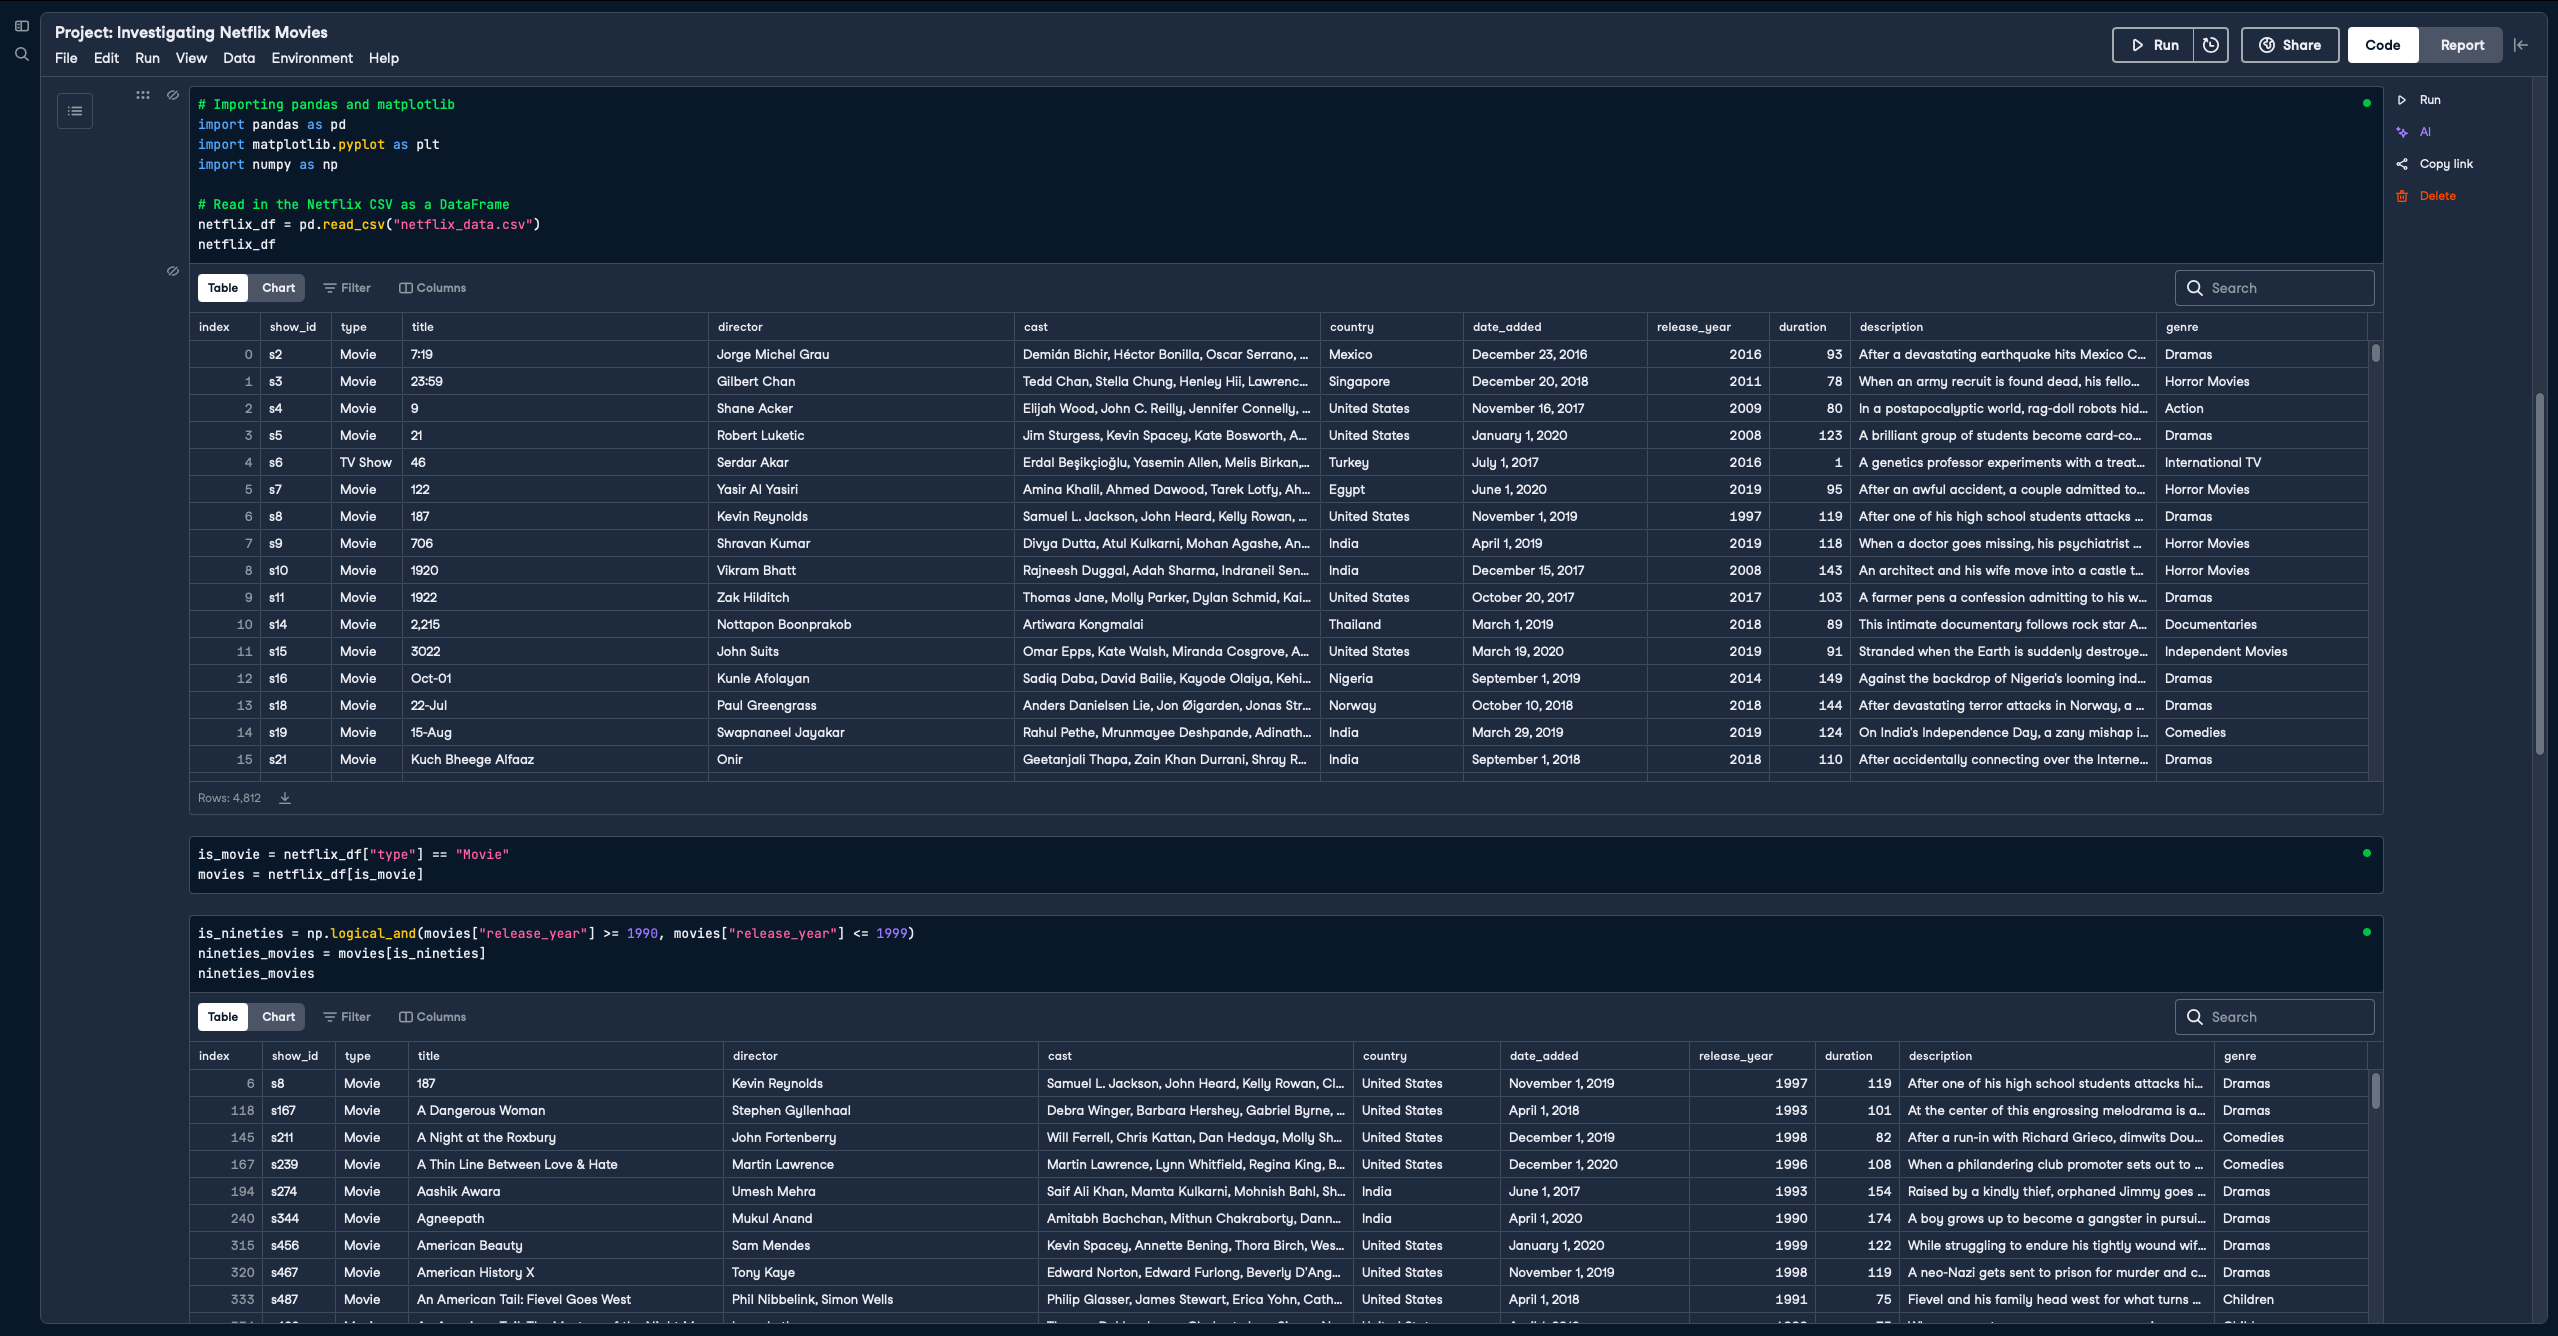 Project: Investigating Netflix Movies
File Edit Run View Data Environment Help
Run Share Code Report
# Importing pandas and matplotlib
import pandas as pd
import matplotlib.pyplot as plt
import numpy as np
# Read in the Netflix CSV as a DataFrame
netflix_df = pd.read_csv("netflix_data.csv")
netflix_df
Run
AI
Copy link
Delete
Table Chart Filter Columns Search
index show_id type title director cast country date_added release_year duration description genre
0 s2 Movie 7:19 Jorge Michel Grau Demián Bichir, Héctor Bonilla, Oscar Serrano, ... Mexico December 23, 2016 2016 93 After a devastating earthquake hits Mexico C... Dramas
1 s3 Movie 23:59 Gilbert Chan Tedd Chan, Stella Chung, Henley Hii, Lawrenc... Singapore December 20, 2018 2011 78 When an army recruit is found dead, his fello... Horror Movies
2 s4 Movie 9 Shane Acker Elijah Wood, John C. Reilly, Jennifer Connelly, ... United States November 16, 2017 2009 80 In a postapocalyptic world, rag-doll robots hid... Action
3 s5 Movie 21 Robert Luketic Jim Sturgess, Kevin Spacey, Kate Bosworth, A... United States January 1, 2020 2008 123 A brilliant group of students become card-co... Dramas
4 s6 TV Show 46 Serdar Akar Erdal Beşikçioğlu, Yasemin Allen, Melis Birkan,... Turkey July 1, 2017 2016 1 A genetics professor experiments with a treat... International TV
5 s7 Movie 122 Yasir Al Yasiri Amina Khalil, Ahmed Dawood, Tarek Lotfy, Ah... Egypt June 1, 2020 2019 95 After an awful accident, a couple admitted to... Horror Movies
6 s8 Movie 187 Kevin Reynolds Samuel L. Jackson, John Heard, Kelly Rowan, ... United States November 1, 2019 1997 119 After one of his high school students attacks ... Dramas
7 s9 Movie 706 Shravan Kumar Divya Dutta, Atul Kulkarni, Mohan Agashe, An... India April 1, 2019 2019 118 When a doctor goes missing, his psychiatrist ... Horror Movies
8 s10 Movie 1920 Vikram Bhatt Rajneesh Duggal, Adah Sharma, Indraneil Sen... India December 15, 2017 2008 143 An architect and his wife move into a castle t... Horror Movies
9 s11 Movie 1922 Zak Hilditch Thomas Jane, Molly Parker, Dylan Schmid, Kai... United States October 20, 2017 2017 103 A farmer pens a confession admitting to his w... Dramas
10 s14 Movie 2,215 Nottapon Boonprakob Artiwara Kongmalai Thailand March 1, 2019 2018 89 This intimate documentary follows rock star A... Documentaries
11 s15 Movie 3022 John Suits Omar Epps, Kate Walsh, Miranda Cosgrove, A... United States March 19, 2020 2019 91 Stranded when the Earth is suddenly destroye... Independent Movies
12 s16 Movie Oct-01 Kunle Afolayan Sadiq Daba, David Bailie, Kayode Olaiya, Kehi... Nigeria September 1, 2019 2014 149 Against the backdrop of Nigeria's looming ind... Dramas
13 s18 Movie 22-Jul Paul Greengrass Anders Danielsen Lie, Jon Øigarden, Jonas Str... Norway October 10, 2018 2018 144 After devastating terror attacks in Norway, a ... Dramas
14 s19 Movie 15-Aug Swapnaneel Jayakar Rahul Pethe, Mrunmayee Deshpande, Adinath... India March 29, 2019 2019 124 On India's Independence Day, a zany mishap i... Comedies
15 s21 Movie Kuch Bheege Alfaaz Onir Geetanjali Thapa, Zain Khan Durrani, Shray R... India September 1, 2018 2018 110 After accidentally connecting over the Interne... Dramas
Rows: 4,812
is_movie = netflix_df["type"] == "Movie"
movies = netflix_df[is_movie]
is_nineties = np.logical_and(movies["release_year"] >= 1990, movies["release_year"] <= 1999)
nineties_movies = movies[is_nineties]
nineties_movies
Table Chart Filter Columns Search
index show_id type title director cast country date_added release_year duration description genre
6 s8 Movie 187 Kevin Reynolds Samuel L. Jackson, John Heard, Kelly Rowan, Cl... United States November 1, 2019 1997 119 After one of his high school students attacks hi... Dramas
118 s167 Movie A Dangerous Woman Stephen Gyllenhaal Debra Winger, Barbara Hershey, Gabriel Byrne, ... United States April 1, 2018 1993 101 At the center of this engrossing melodrama is a... Dramas
145 s211 Movie A Night at the Roxbury John Fortenberry Will Ferrell, Chris Kattan, Dan Hedaya, Molly Sh... United States December 1, 2019 1998 82 After a run-in with Richard Grieco, dimwits Dou... Comedies
167 s239 Movie A Thin Line Between Love & Hate Martin Lawrence Martin Lawrence, Lynn Whitfield, Regina King, B... United States December 1, 2020 1996 108 When a philandering club promoter sets out to ... Comedies
194 s274 Movie Aashik Awara Umesh Mehra Saif Ali Khan, Mamta Kulkarni, Mohnish Bahl, Sh... India June 1, 2017 1993 154 Raised by a kindly thief, orphaned Jimmy goes ... Dramas
240 s344 Movie Agneepath Mukul Anand Amitabh Bachchan, Mithun Chakraborty, Dann... India April 1, 2020 1990 174 A boy grows up to become a gangster in pursui... Dramas
315 s456 Movie American Beauty Sam Mendes Kevin Spacey, Annette Bening, Thora Birch, Wes... United States January 1, 2020 1999 122 While struggling to endure his tightly wound wif... Dramas
320 s467 Movie American History X Tony Kaye Edward Norton, Edward Furlong, Beverly D'Ang... United States November 1, 2019 1998 119 A neo-Nazi gets sent to prison for murder and c... Dramas
333 s487 Movie An American Tail: Fievel Goes West Phil Nibbelink, Simon Wells Philip Glasser, James Stewart, Erica Yohn, Cath... United States April 1, 2018 1991 75 Fievel and his family head west for what turns ... Children